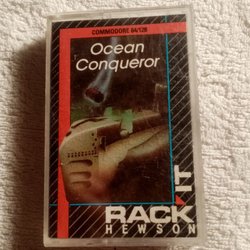 COMMODORE 64/128
Ocean
Conqueror
RACK IT
HEWSON